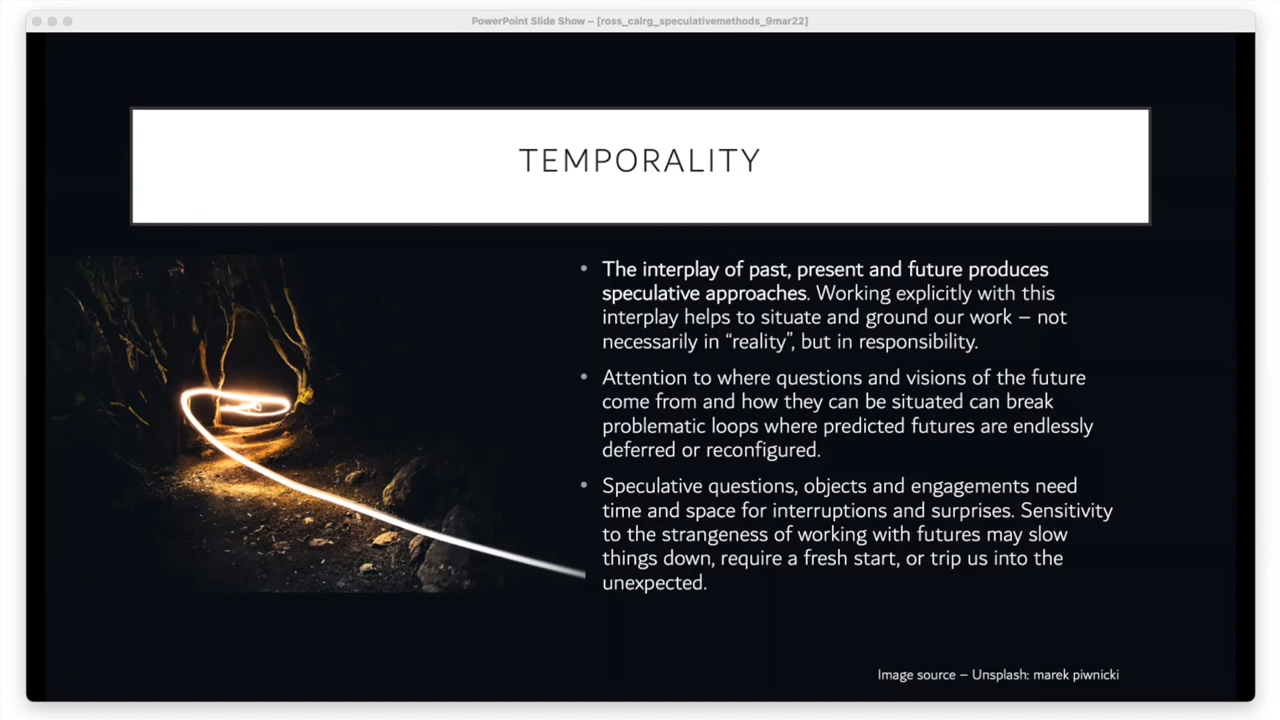 PowerPoint Slide Show – [ross_calrg_speculativemethods_9mar22]
TEMPORALITY
• The interplay of past, present and future produces
speculative approaches. Working explicitly with this
interplay helps to situate and ground our work – not
necessarily in “reality”, but in responsibility.
• Attention to where questions and visions of the future
come from and how they can be situated can break
problematic loops where predicted futures are endlessly
deferred or reconfigured.
• Speculative questions, objects and engagements need
time and space for interruptions and surprises. Sensitivity
to the strangeness of working with futures may slow
things down, require a fresh start, or trip us into the
unexpected.
Image source – Unsplash: marek piwnicki